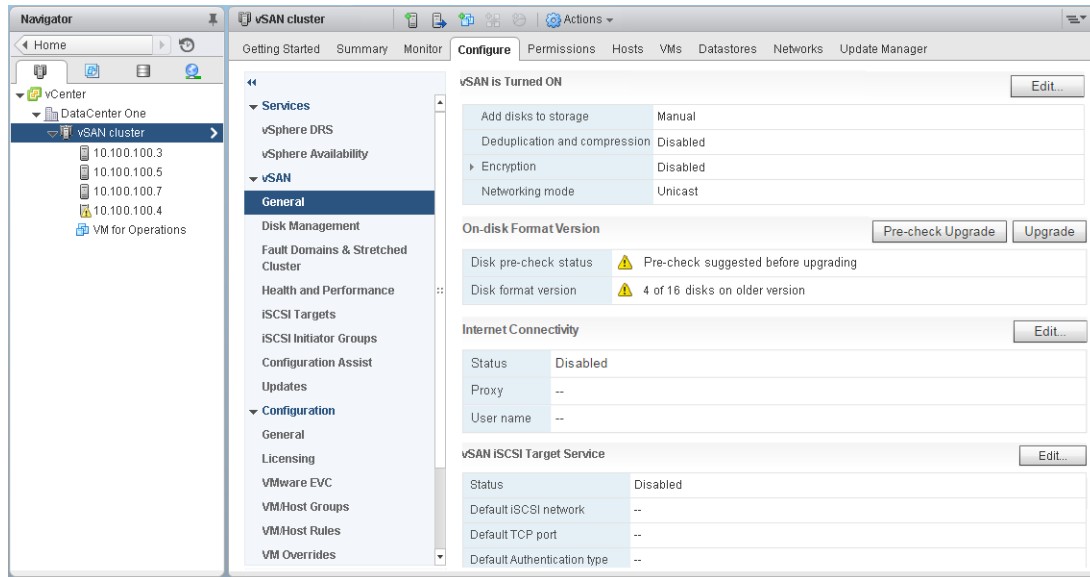 Navigator
Home
vCenter
DataCenter One
vSAN cluster
10.100.100.3
10.100.100.5
10.100.100.7
10.100.100.4
VM for Operations
vSAN cluster
Actions
Getting Started Summary Monitor Configure Permissions Hosts VMs Datastores Networks Update Manager
Services
vSphere DRS
vSphere Availability
vSAN
General
Disk Management
Fault Domains & Stretched
Cluster
Health and Performance
iSCSI Targets
iSCSI Initiator Groups
Configuration Assist
Updates
Configuration
General
Licensing
VMware EVC
VM/Host Groups
VM/Host Rules
VM Overrides
vSAN is Turned ON Edit...
Add disks to storage Manual
Deduplication and compression Disabled
Encryption Disabled
Networking mode Unicast
On-disk Format Version Pre-check Upgrade Upgrade
Disk pre-check status Pre-check suggested before upgrading
Disk format version 4 of 16 disks on older version
Internet Connectivity Edit...
Status Disabled
Proxy --
User name --
vSAN iSCSI Target Service Edit...
Status Disabled
Default iSCSI network --
Default TCP port --
Default Authentication type --